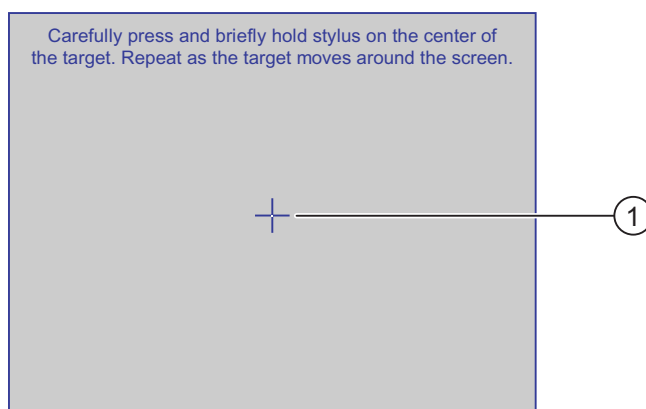 Carefully press and briefly hold stylus on the center of
the target. Repeat as the target moves around the screen.
1